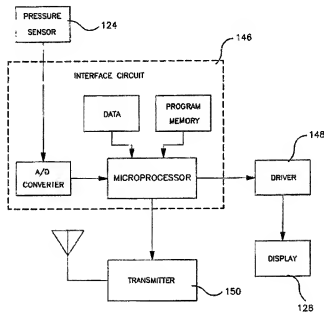 PRESSURE
SENSOR
124
146
INTERFACE CIRCUIT
DATA
PROGRAM
MEMORY
148
A/D
CONVERTER
MICROPROCESSOR
DRIVER
TRANSMITTER
150
DISPLAY
128